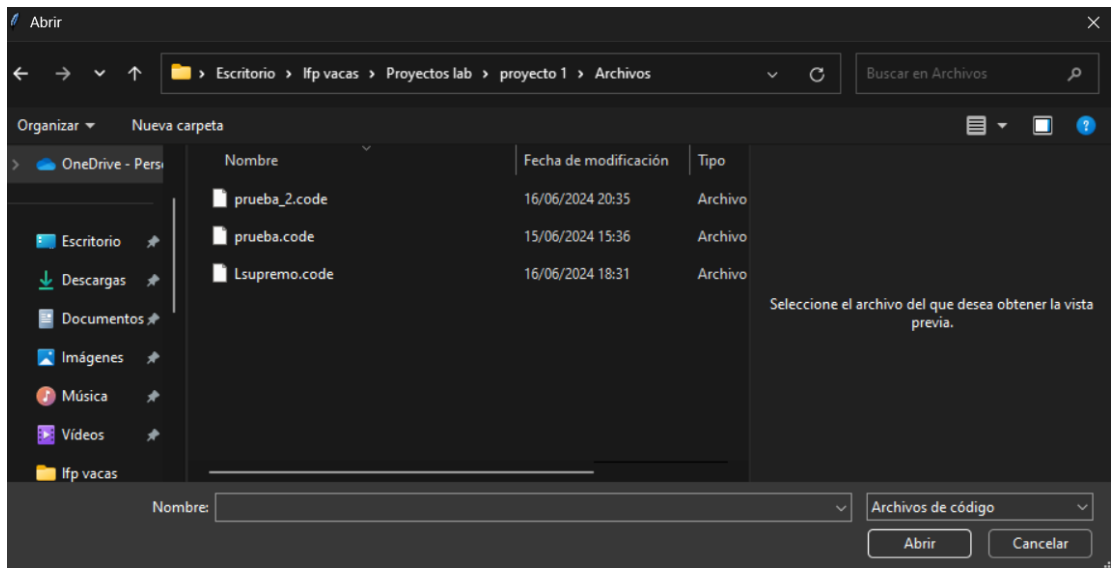 Abrir
Escritorio › lfp vacas › Proyectos lab › proyecto 1 › Archivos
Buscar en Archivos
Organizar
Nueva carpeta
OneDrive - Pers
Escritorio
Descargas
Documentos
Imágenes
Música
Vídeos
lfp vacas
Nombre Fecha de modificación Tipo
prueba_2.code 16/06/2024 20:35 Archivo
prueba.code 15/06/2024 15:36 Archivo
Lsupremo.code 16/06/2024 18:31 Archivo
Seleccione el archivo del que desea obtener la vista
previa.
Nombre:
Archivos de código
Abrir
Cancelar